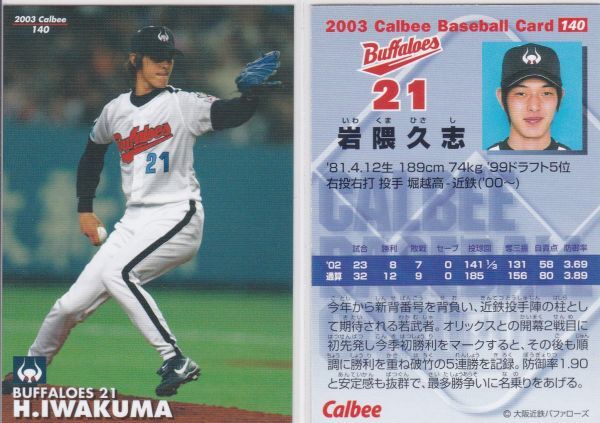 2003 Calbee
140
Buffaloes
21
BUFFALOES 21
H.IWAKUMA
2003 Calbee Baseball Card 140
Buffaloes
21
いわ くま ひさ し
岩隈久志
'81.4.12生 189cm 74kg '99ドラフト5位
右投右打 投手 堀越高-近鉄('00~)
試合 勝利 敗戦 セーブ 投球回 奪三振 自責点 防御率
'02 23 8 7 0 141 1/3 131 58 3.69
通算 32 12 9 0 185 156 80 3.89
今年から新背番号を背負い、近鉄投手陣の柱とし
て期待される若武者。オリックスとの開幕2戦目に
初先発し今季初勝利をマークすると、その後も順
調に勝利を重ね破竹の5連勝を記録。防御率1.90
と安定感も抜群で、最多勝争いに名乗りをあげる。
Calbee
© 大阪近鉄バファローズ